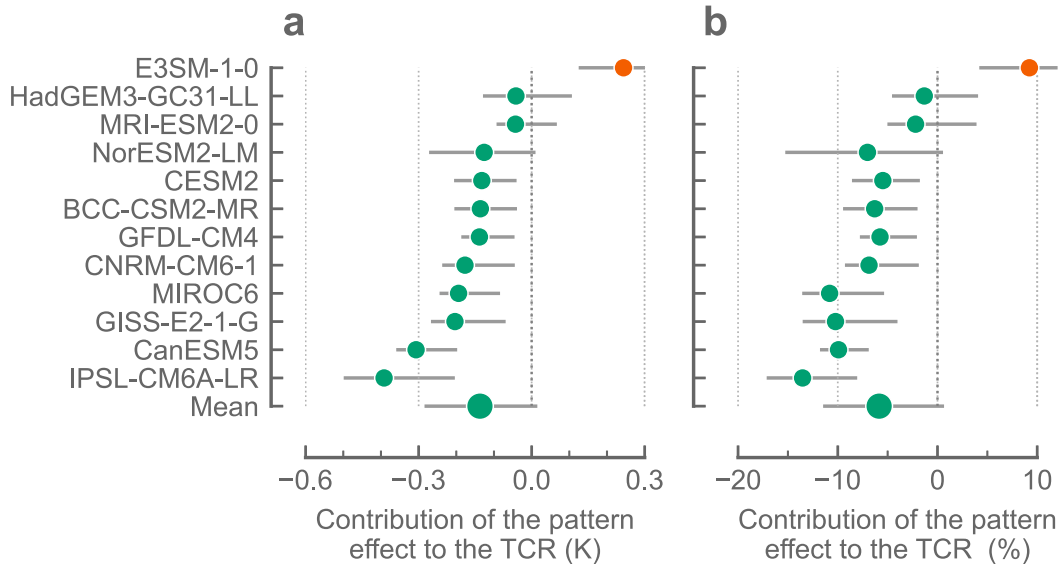 a
b
E3SM-1-0
HadGEM3-GC31-LL
MRI-ESM2-0
NorESM2-LM
CESM2
BCC-CSM2-MR
GFDL-CM4
CNRM-CM6-1
MIROC6
GISS-E2-1-G
CanESM5
IPSL-CM6A-LR
Mean
−0.6 −0.3 0.0 0.3
−20 −10 0 10
Contribution of the pattern
effect to the TCR (K)
Contribution of the pattern
effect to the TCR (%)